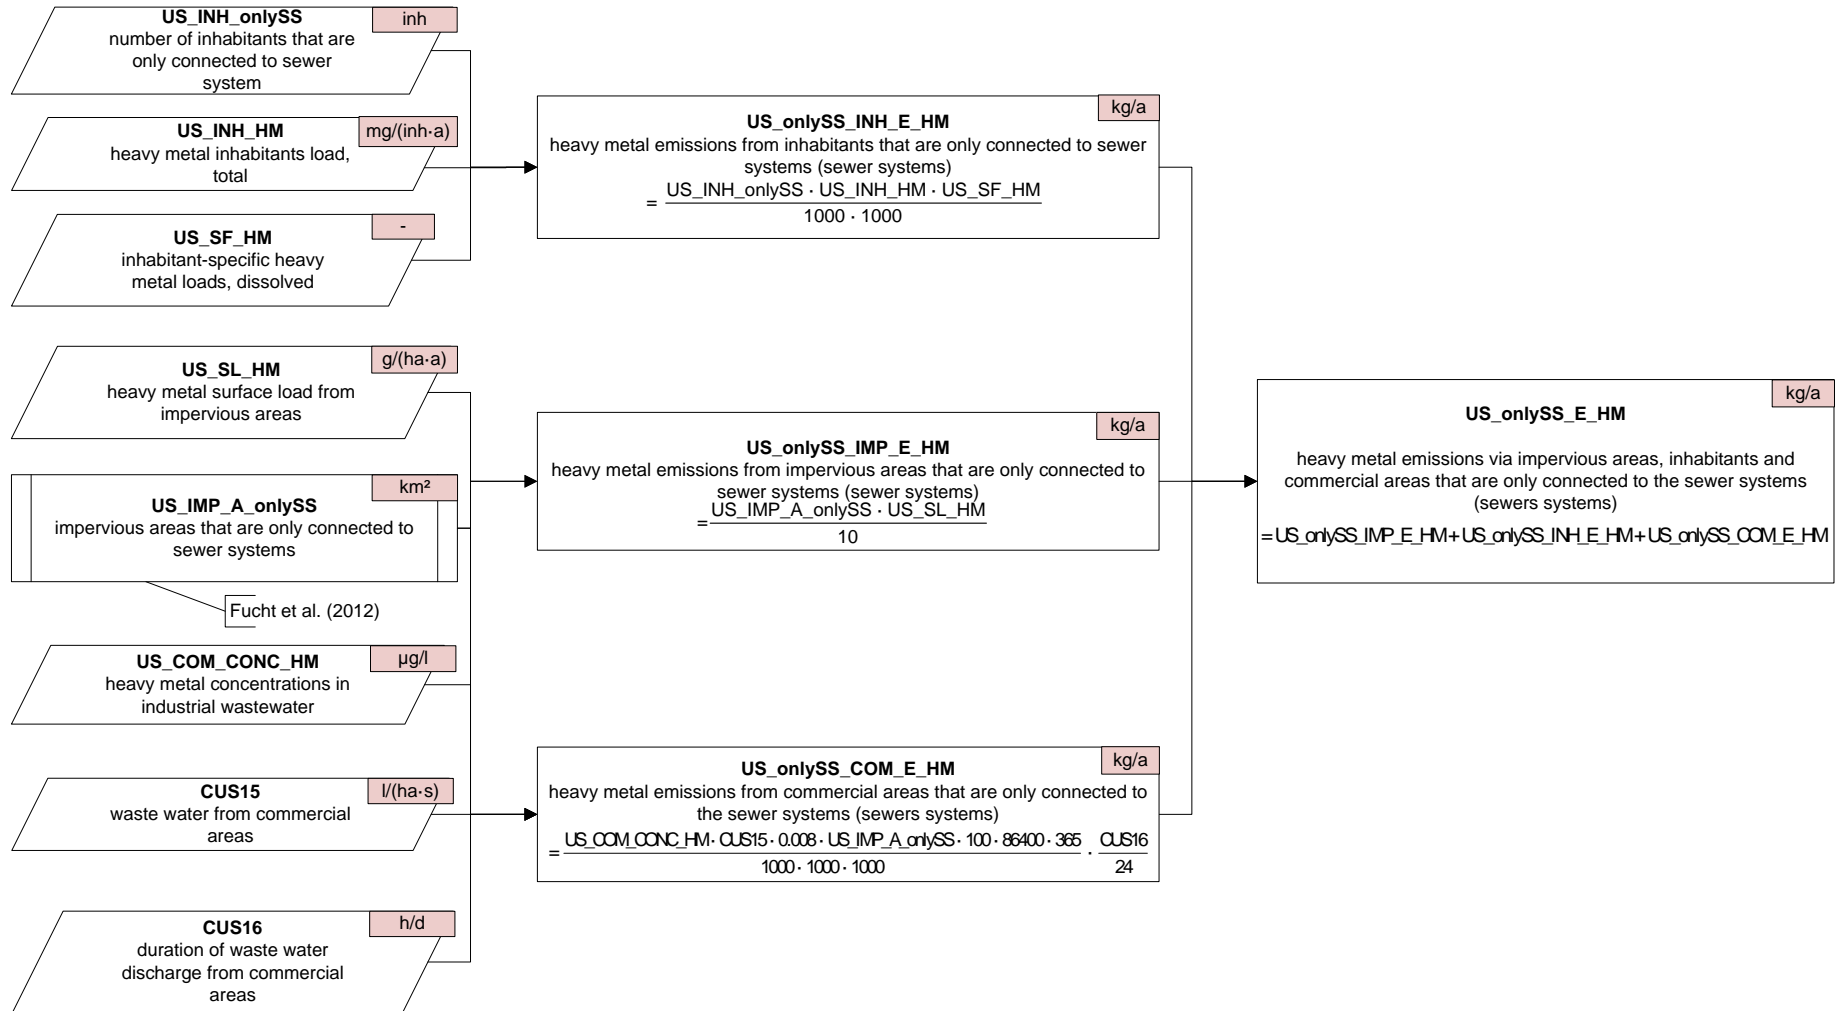 US_INH_onlySS
inh
number of inhabitants that are
only connected to sewer
system
US_INH_HM
mg/(inh·a)
heavy metal inhabitants load,
total
US_SF_HM
-
inhabitant-specific heavy
metal loads, dissolved
US_SL_HM
g/(ha·a)
heavy metal surface load from
impervious areas
US_IMP_A_onlySS
km²
impervious areas that are only connected to
sewer systems
Fucht et al. (2012)
US_COM_CONC_HM
µg/l
heavy metal concentrations in
industrial wastewater
CUS15
l/(ha·s)
waste water from commercial
areas
CUS16
h/d
duration of waste water
discharge from commercial
areas
kg/a
US_onlySS_INH_E_HM
heavy metal emissions from inhabitants that are only connected to sewer
systems (sewer systems)
= US_INH_onlySS · US_INH_HM · US_SF_HM
1000 · 1000
kg/a
US_onlySS_IMP_E_HM
heavy metal emissions from impervious areas that are only connected to
sewer systems (sewer systems)
= US_IMP_A_onlySS · US_SL_HM
10
kg/a
US_onlySS_COM_E_HM
heavy metal emissions from commercial areas that are only connected to
the sewer systems (sewers systems)
= US_COM_CONC_HM · CUS15 · 0.008 · US_IMP_A_onlySS · 100 · 86400 · 365 · CUS16
1000 · 1000 · 1000 24
kg/a
US_onlySS_E_HM
heavy metal emissions via impervious areas, inhabitants and
commercial areas that are only connected to the sewer systems
(sewers systems)
= US_onlySS_IMP_E_HM + US_onlySS_INH_E_HM + US_onlySS_COM_E_HM